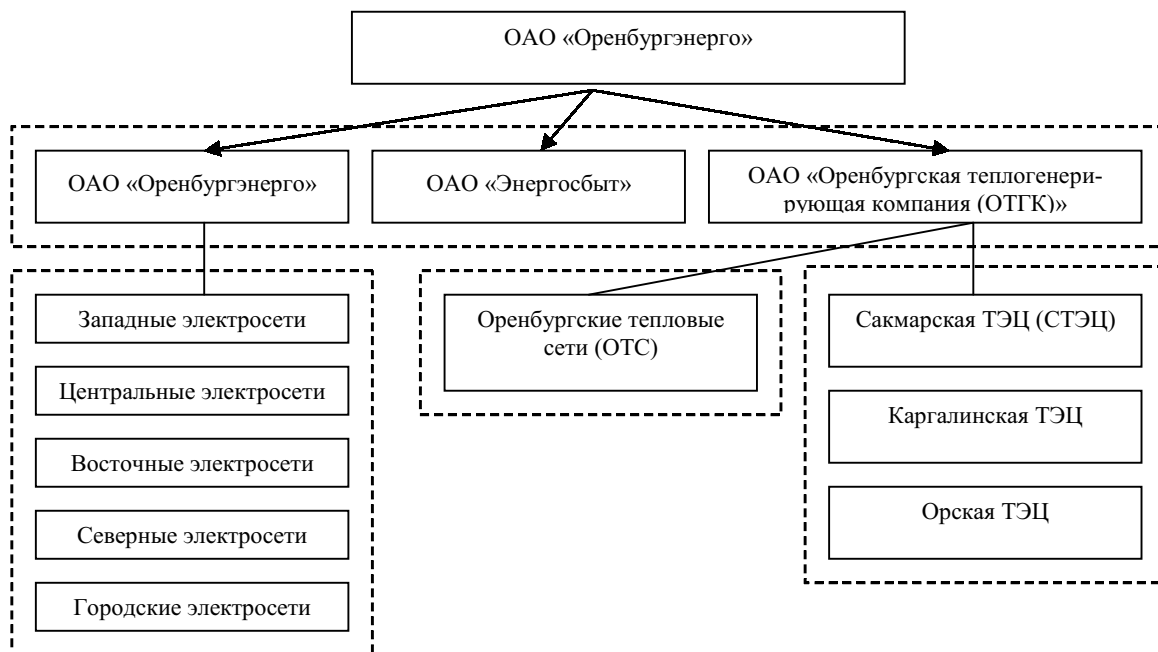 ОАО «Оренбургэнерго»
ОАО «Оренбургэнерго»
ОАО «Энергосбыт»
ОАО «Оренбургская теплогенери-
рующая компания (ОТГК)»
Западные электросети
Центральные электросети
Восточные электросети
Северные электросети
Городские электросети
Оренбургские тепловые
сети (ОТС)
Сакмарская ТЭЦ (СТЭЦ)
Каргалинская ТЭЦ
Орская ТЭЦ